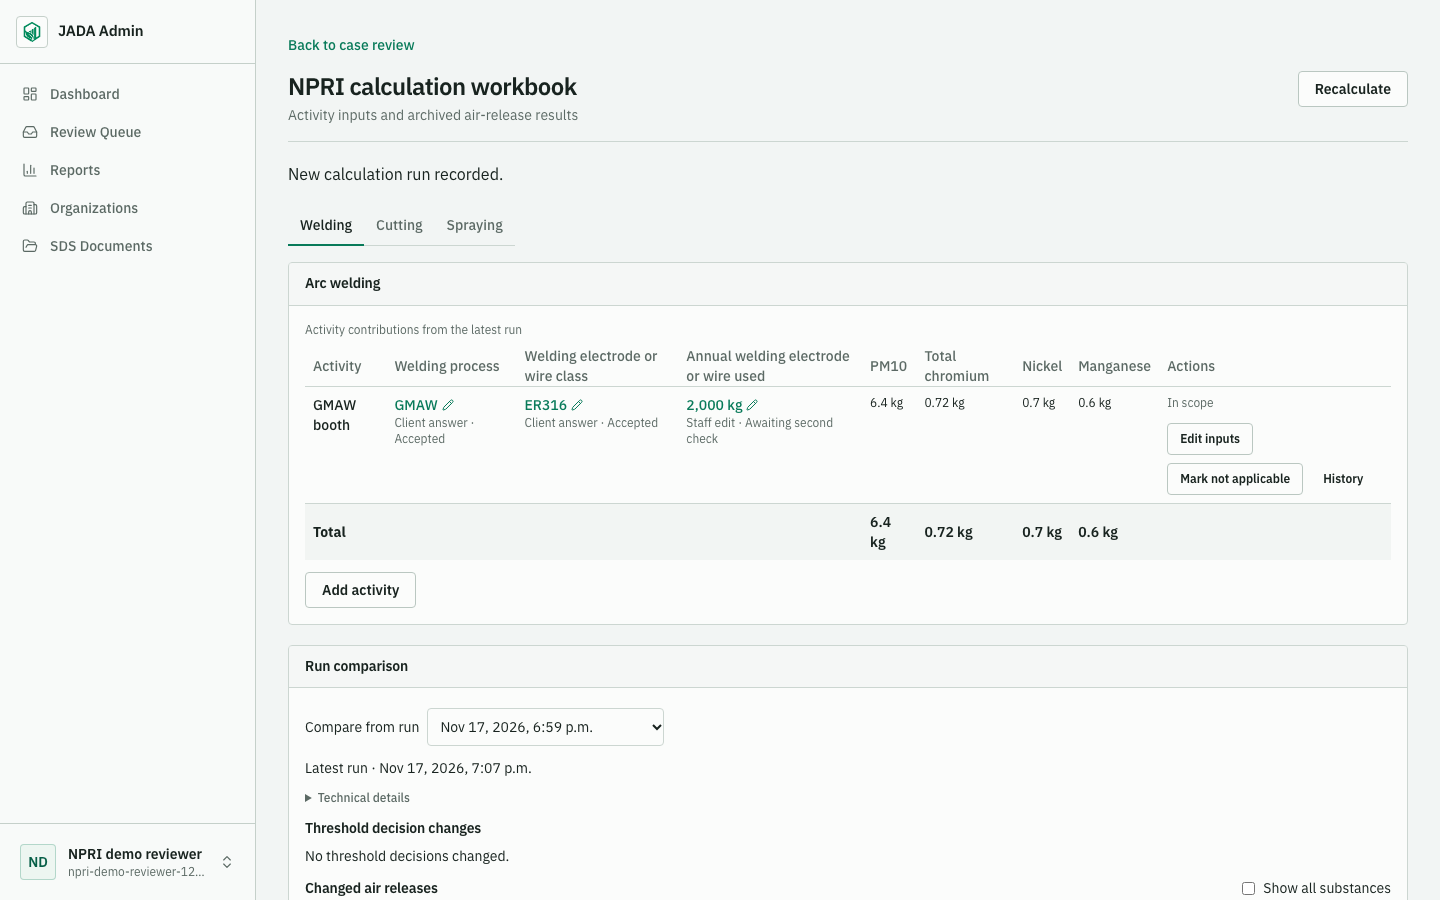 JADA Admin
Dashboard
Review Queue
Reports
Organizations
SDS Documents
ND
NPRI demo reviewer
npri-demo-reviewer-12...
Back to case review
NPRI calculation workbook
Activity inputs and archived air-release results
Recalculate
New calculation run recorded.
Welding Cutting Spraying
Arc welding
Activity contributions from the latest run
Activity Welding process Welding electrode or wire class Annual welding electrode or wire used PM10 Total chromium Nickel Manganese Actions
GMAW booth
GMAW
Client answer · Accepted
ER316
Client answer · Accepted
2,000 kg
Staff edit · Awaiting second check
6.4 kg 0.72 kg 0.7 kg 0.6 kg In scope
Edit inputs
Mark not applicable History
Total 6.4 kg 0.72 kg 0.7 kg 0.6 kg
Add activity
Run comparison
Compare from run Nov 17, 2026, 6:59 p.m.
Latest run · Nov 17, 2026, 7:07 p.m.
Technical details
Threshold decision changes
No threshold decisions changed.
Changed air releases Show all substances